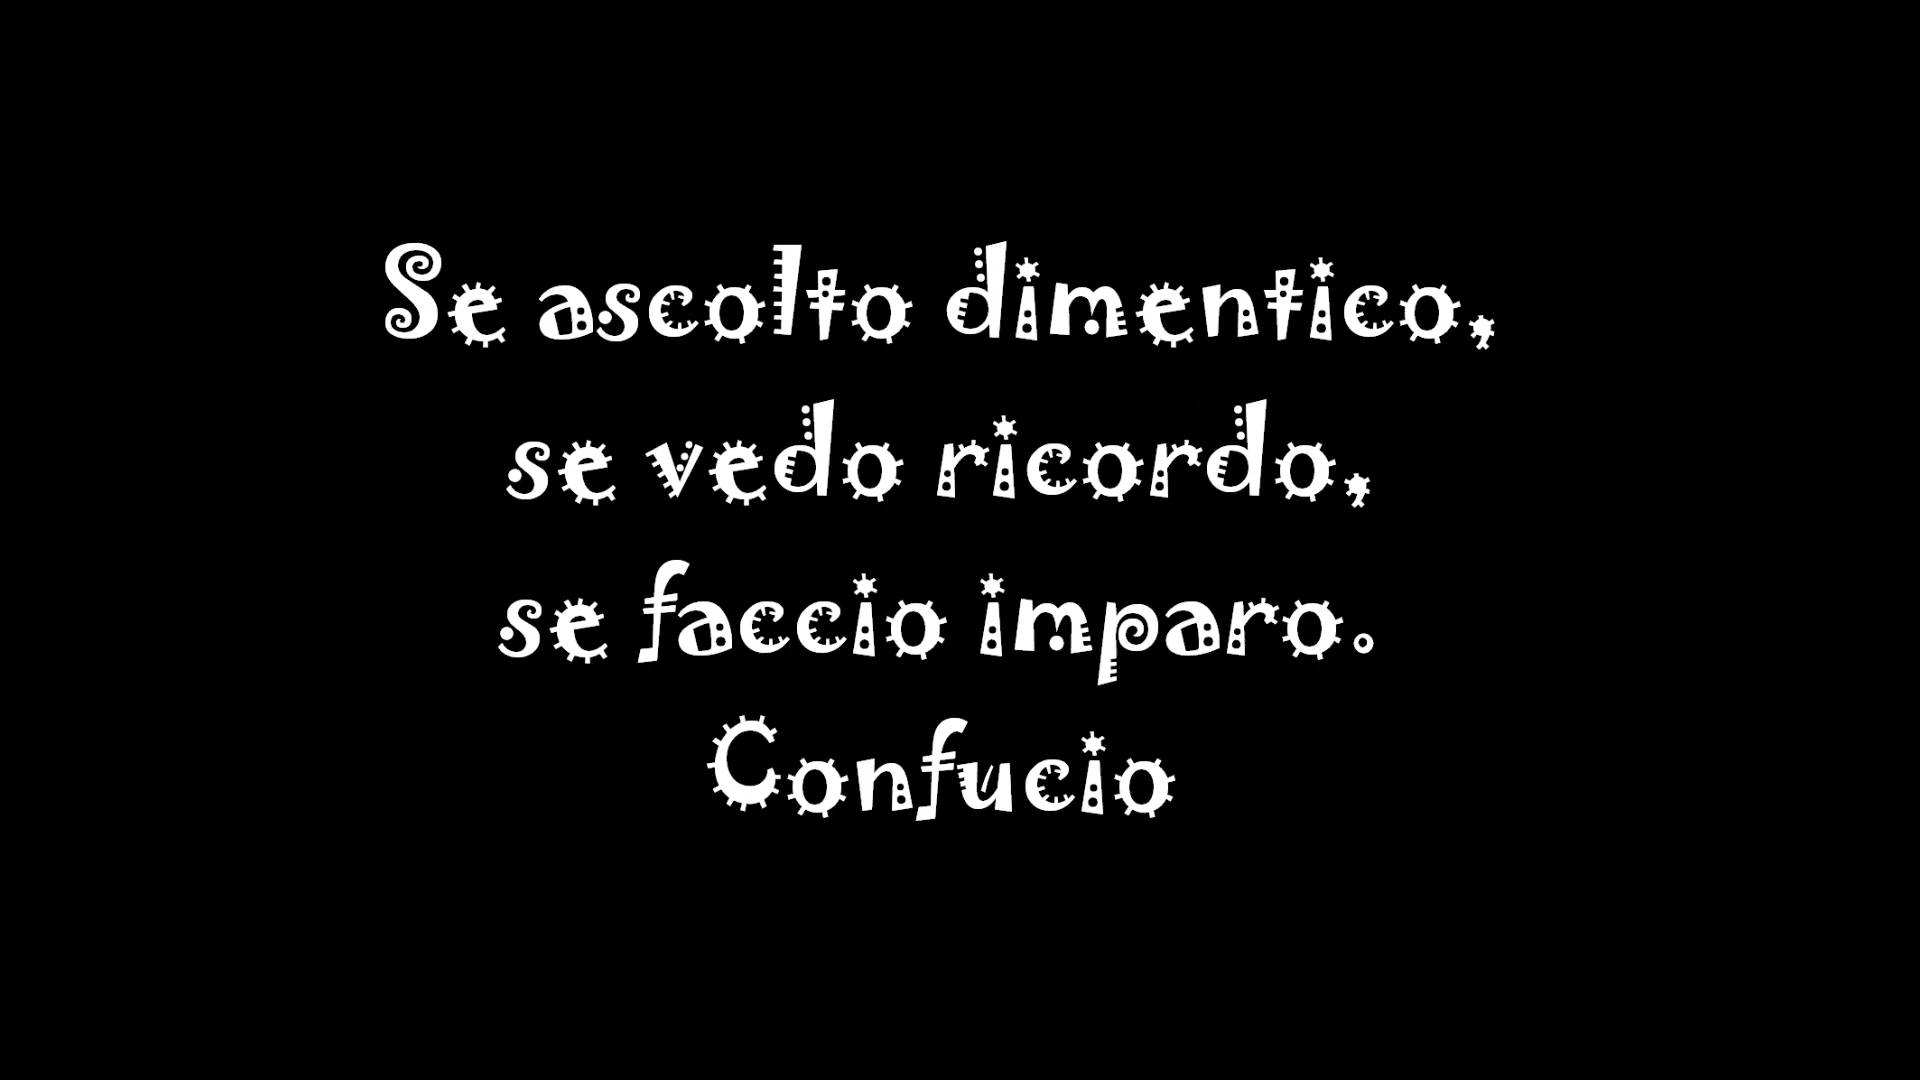 Se ascolto dimentico,
se vedo ricordo,
se faccio imparo.
Confucio